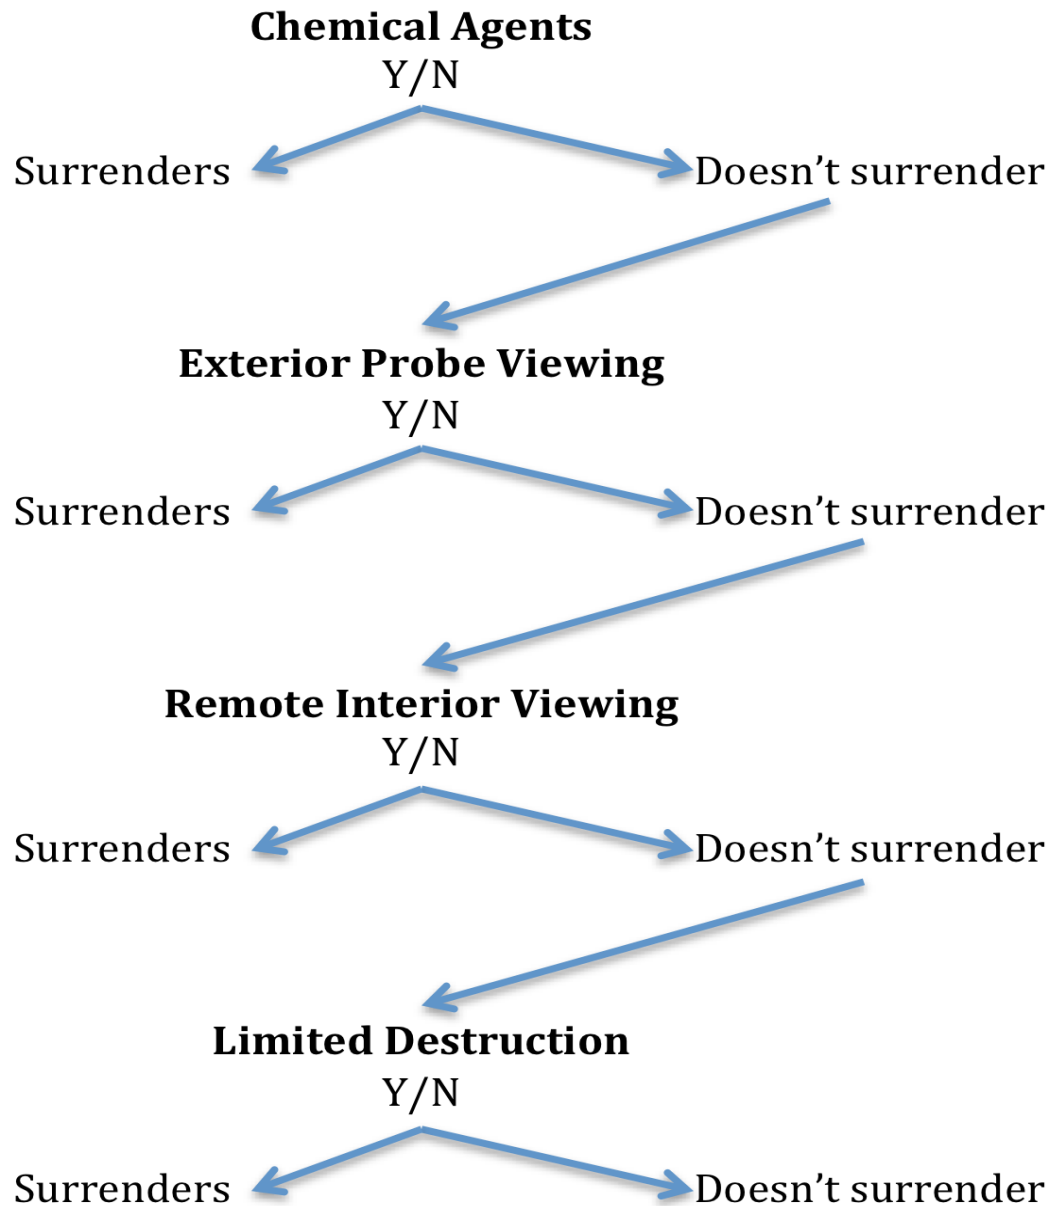 Chemical Agents
Y/N
Surrenders Doesn’t surrender
Exterior Probe Viewing
Y/N
Surrenders Doesn’t surrender
Remote Interior Viewing
Y/N
Surrenders Doesn’t surrender
Limited Destruction
Y/N
Surrenders Doesn’t surrender